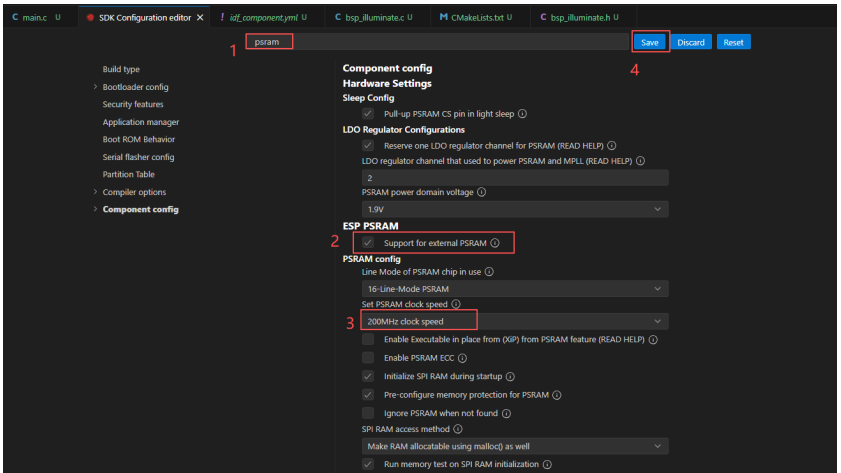 main.c U
SDK Configuration editor
! idf_component.yml U
C bsp_illuminate.c U
M CMakeLists.txt U
C bsp_illuminate.h U
1
psram
Save
Discard
Reset
4
Build type
Bootloader config
Security features
Application manager
Boot ROM Behavior
Serial flasher config
Partition Table
Compiler options
Component config
Component config
Hardware Settings
Sleep Config
Pull-up PSRAM CS pin in light sleep
LDO Regulator Configurations
Reserve one LDO regulator channel for PSRAM (READ HELP)
LDO regulator channel that used to power PSRAM and MPLL (READ HELP)
2
PSRAM power domain voltage
1.9V
ESP PSRAM
2
Support for external PSRAM
PSRAM config
Line Mode of PSRAM chip in use
16-Line-Mode PSRAM
Set PSRAM clock speed
3
200MHz clock speed
Enable Executable in place from (XiP) from PSRAM feature (READ HELP)
Enable PSRAM ECC
Initialize SPI RAM during startup
Pre-configure memory protection for PSRAM
Ignore PSRAM when not found
SPI RAM access method
Make RAM allocatable using malloc() as well
Run memory test on SPI RAM initialization